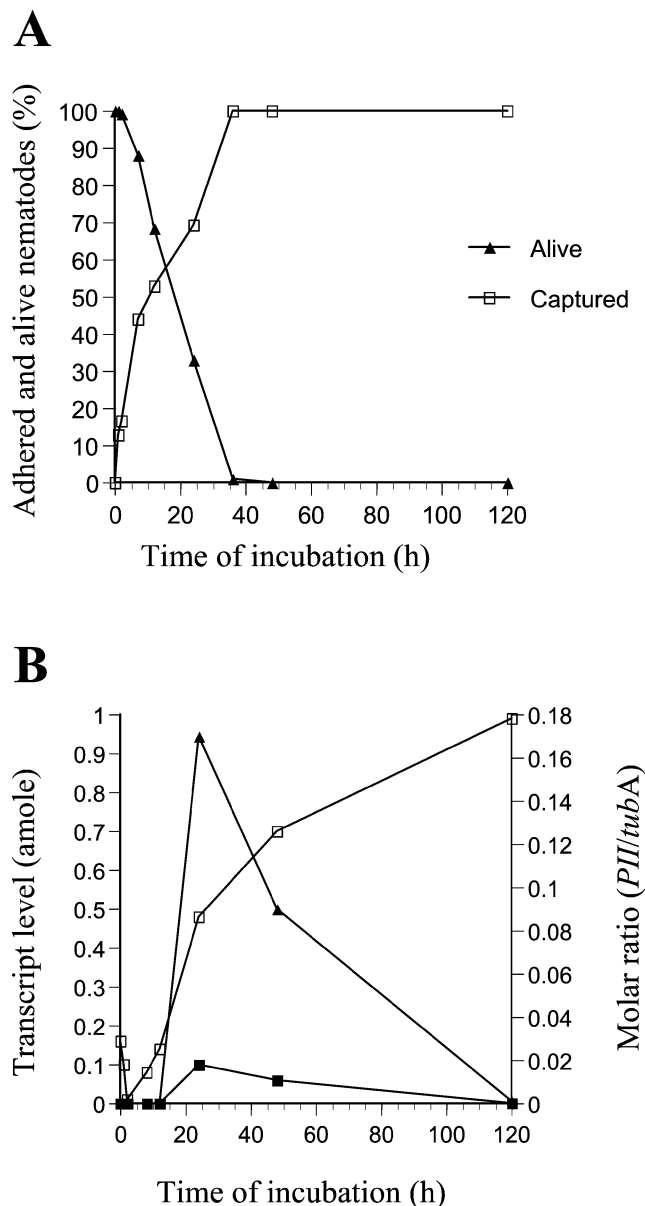 A
Adhered and alive nematodes (%)
100
90
80
70
60
50
40
30
20
10
0
0 20 40 60 80 100 120
Time of incubation (h)
Alive
Captured
B
Transcript level (amole)
1
0.9
0.8
0.7
0.6
0.5
0.4
0.3
0.2
0.1
0
0.18
0.16
0.14
0.12
0.1
0.08
0.06
0.04
0.02
0
Molar ratio (PII/tubA)
0 20 40 60 80 100 120
Time of incubation (h)